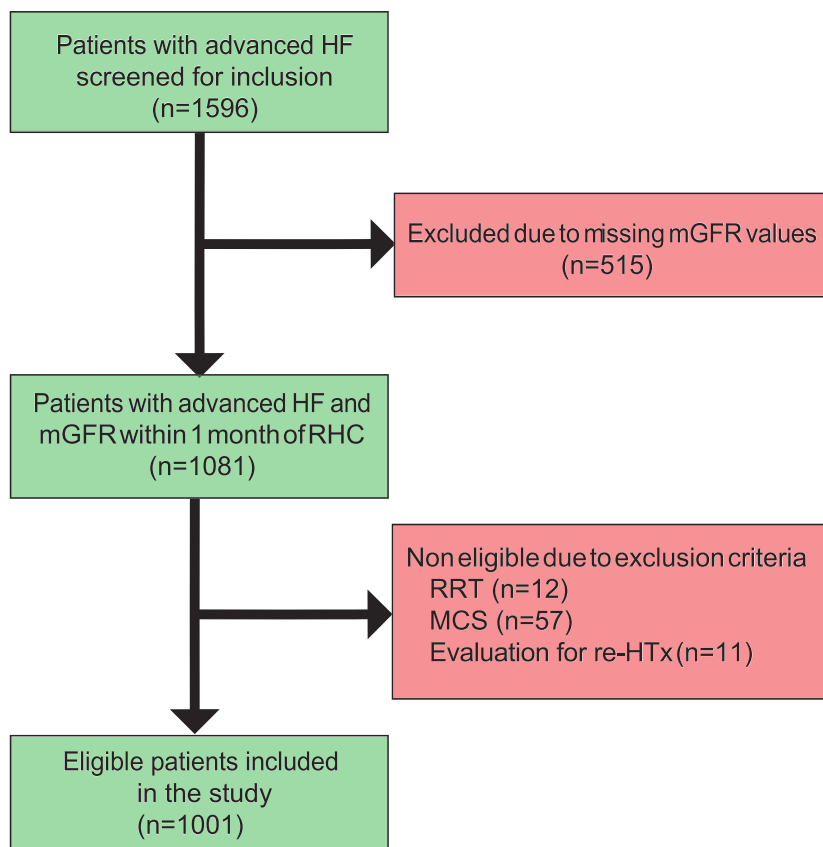 Patients with advanced HF
screened for inclusion
(n=1596)
Excluded due to missing mGFR values
(n=515)
Patients with advanced HF and
mGFR within 1 month of RHC
(n=1081)
Non eligible due to exclusion criteria
RRT (n=12)
MCS (n=57)
Evaluation for re-HTx (n=11)
Eligible patients included
in the study
(n=1001)